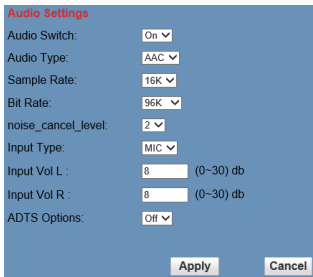 Audio Settings
Audio Switch: On
Audio Type: AAC
Sample Rate: 16K
Bit Rate: 96K
noise_cancel_level: 2
Input Type: MIC
Input Vol L : 8 (0~30) db
Input Vol R : 8 (0~30) db
ADTS Options: Off
Apply Cancel